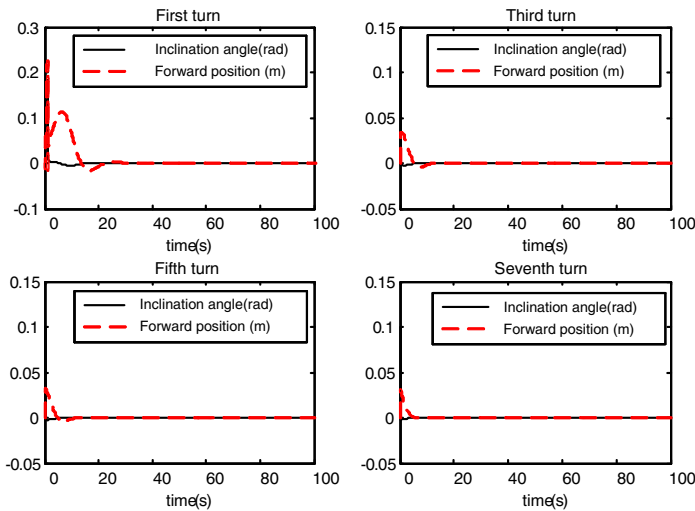 First turn
0.3
0.2
0.1
0
-0.1
Inclination angle(rad)
Forward position (m)
0 20 40 60 80 100
time(s)
Third turn
0.15
0.1
0.05
0
-0.05
Inclination angle(rad)
Forward position (m)
0 20 40 60 80 100
time(s)
Fifth turn
0.15
0.1
0.05
0
-0.05
Inclination angle(rad)
Forward position (m)
0 20 40 60 80 100
time(s)
Seventh turn
0.15
0.1
0.05
0
-0.05
Inclination angle(rad)
Forward position (m)
0 20 40 60 80 100
time(s)